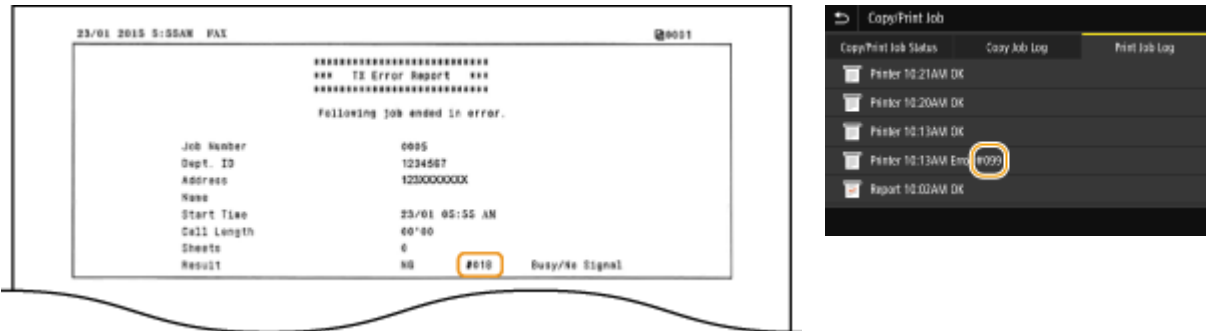 23/01 2015 5:55AM FAX 0001
****************************
*** TX Error Report ***
****************************
Following job ended in error.
Job Number 0005
Dept. ID 1234567
Address 123XXXXXXX
Name
Start Time 23/01 05:55 AM
Call Length 00'00
Sheets 0
Result NG #018 Busy/No Signal
Copy/Print Job
Copy/Print Job Status Copy Job Log Print Job Log
Printer 10:21AM OK
Printer 10:20AM OK
Printer 10:13AM OK
Printer 10:13AM Erro #099
Report 10:02AM OK